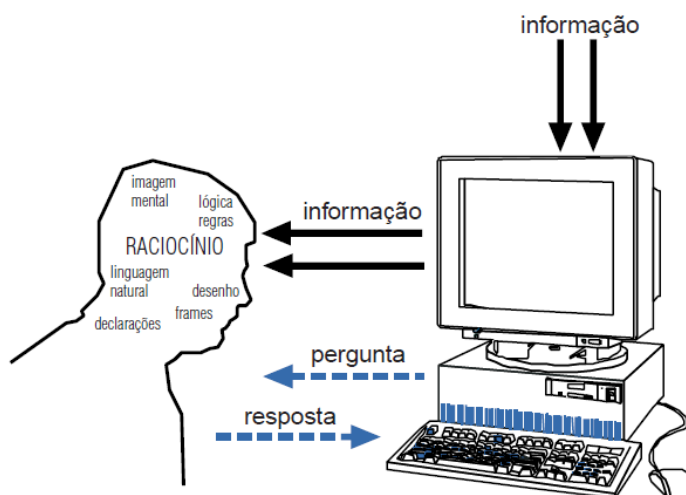 informação
imagem
mental
lógica
regras
informação
RACIOCÍNIO
linguagem
natural
desenho
frames
declarações
pergunta
resposta